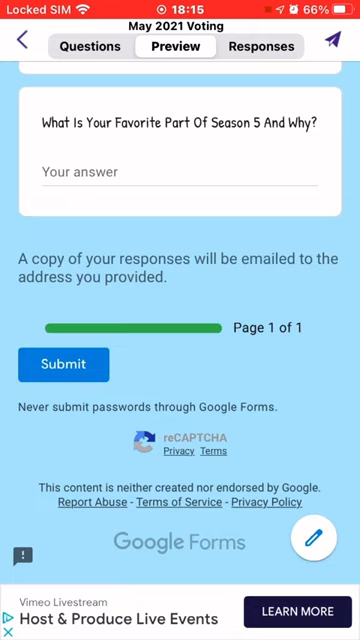 Locked SIM 18:15 66%
May 2021 Voting
Questions Preview Responses
What Is Your Favorite Part Of Season 5 And Why?
Your answer
A copy of your responses will be emailed to the
address you provided.
Page 1 of 1
Submit
Never submit passwords through Google Forms.
reCAPTCHA
Privacy Terms
This content is neither created nor endorsed by Google.
Report Abuse - Terms of Service - Privacy Policy
Google Forms
Vimeo Livestream
Host & Produce Live Events
LEARN MORE